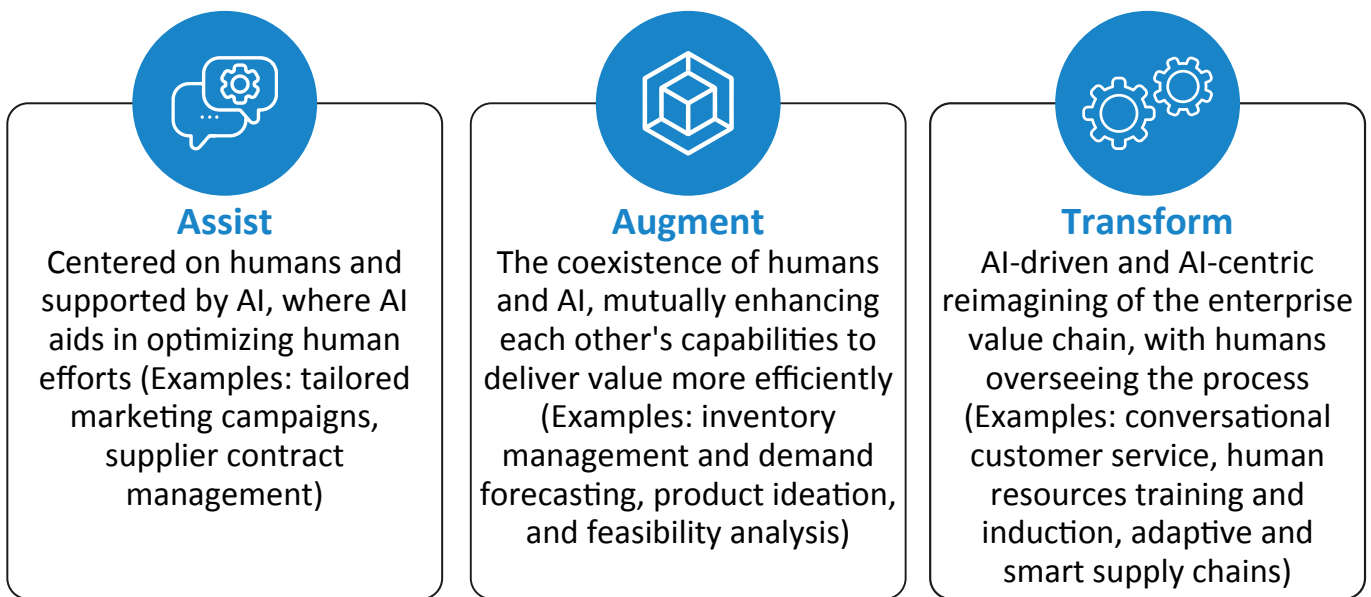 Assist
Centered on humans and
supported by AI, where AI
aids in optimizing human
efforts (Examples: tailored
marketing campaigns,
supplier contract
management)
Augment
The coexistence of humans
and AI, mutually enhancing
each other's capabilities to
deliver value more efficiently
(Examples: inventory
management and demand
forecasting, product ideation,
and feasibility analysis)
Transform
AI-driven and AI-centric
reimagining of the enterprise
value chain, with humans
overseeing the process
(Examples: conversational
customer service, human
resources training and
induction, adaptive and
smart supply chains)